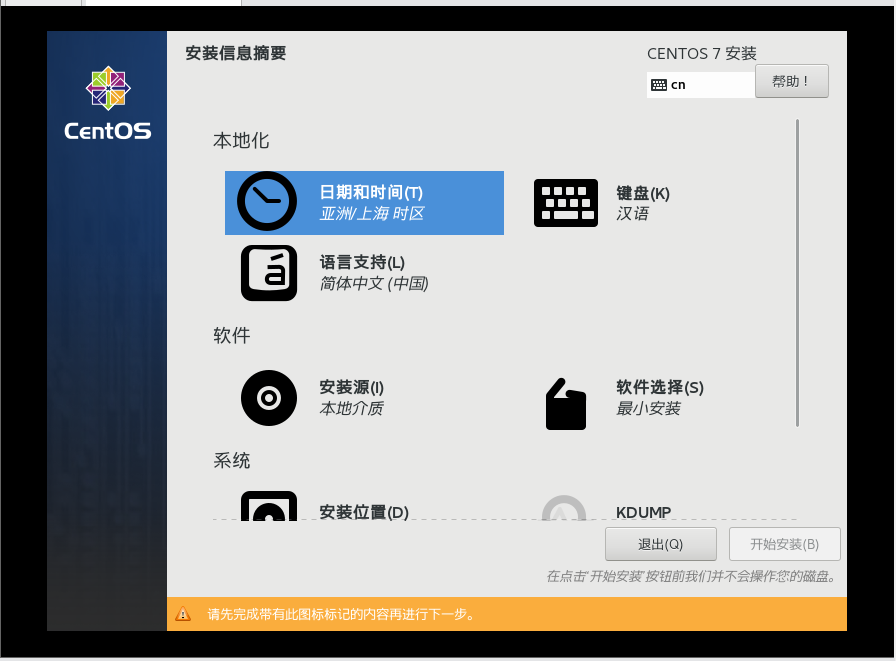 安装信息摘要
CENTOS 7 安装
cn
帮助！
CentOS
本地化
日期和时间(T)
亚洲/上海 时区
键盘(K)
汉语
语言支持(L)
简体中文 (中国)
软件
安装源(I)
本地介质
软件选择(S)
最小安装
系统
安装位置(D)
KDUMP
退出(Q)
开始安装(B)
在点击“开始安装”按钮前我们并不会操作您的磁盘。
请先完成带有此图标标记的内容再进行下一步。